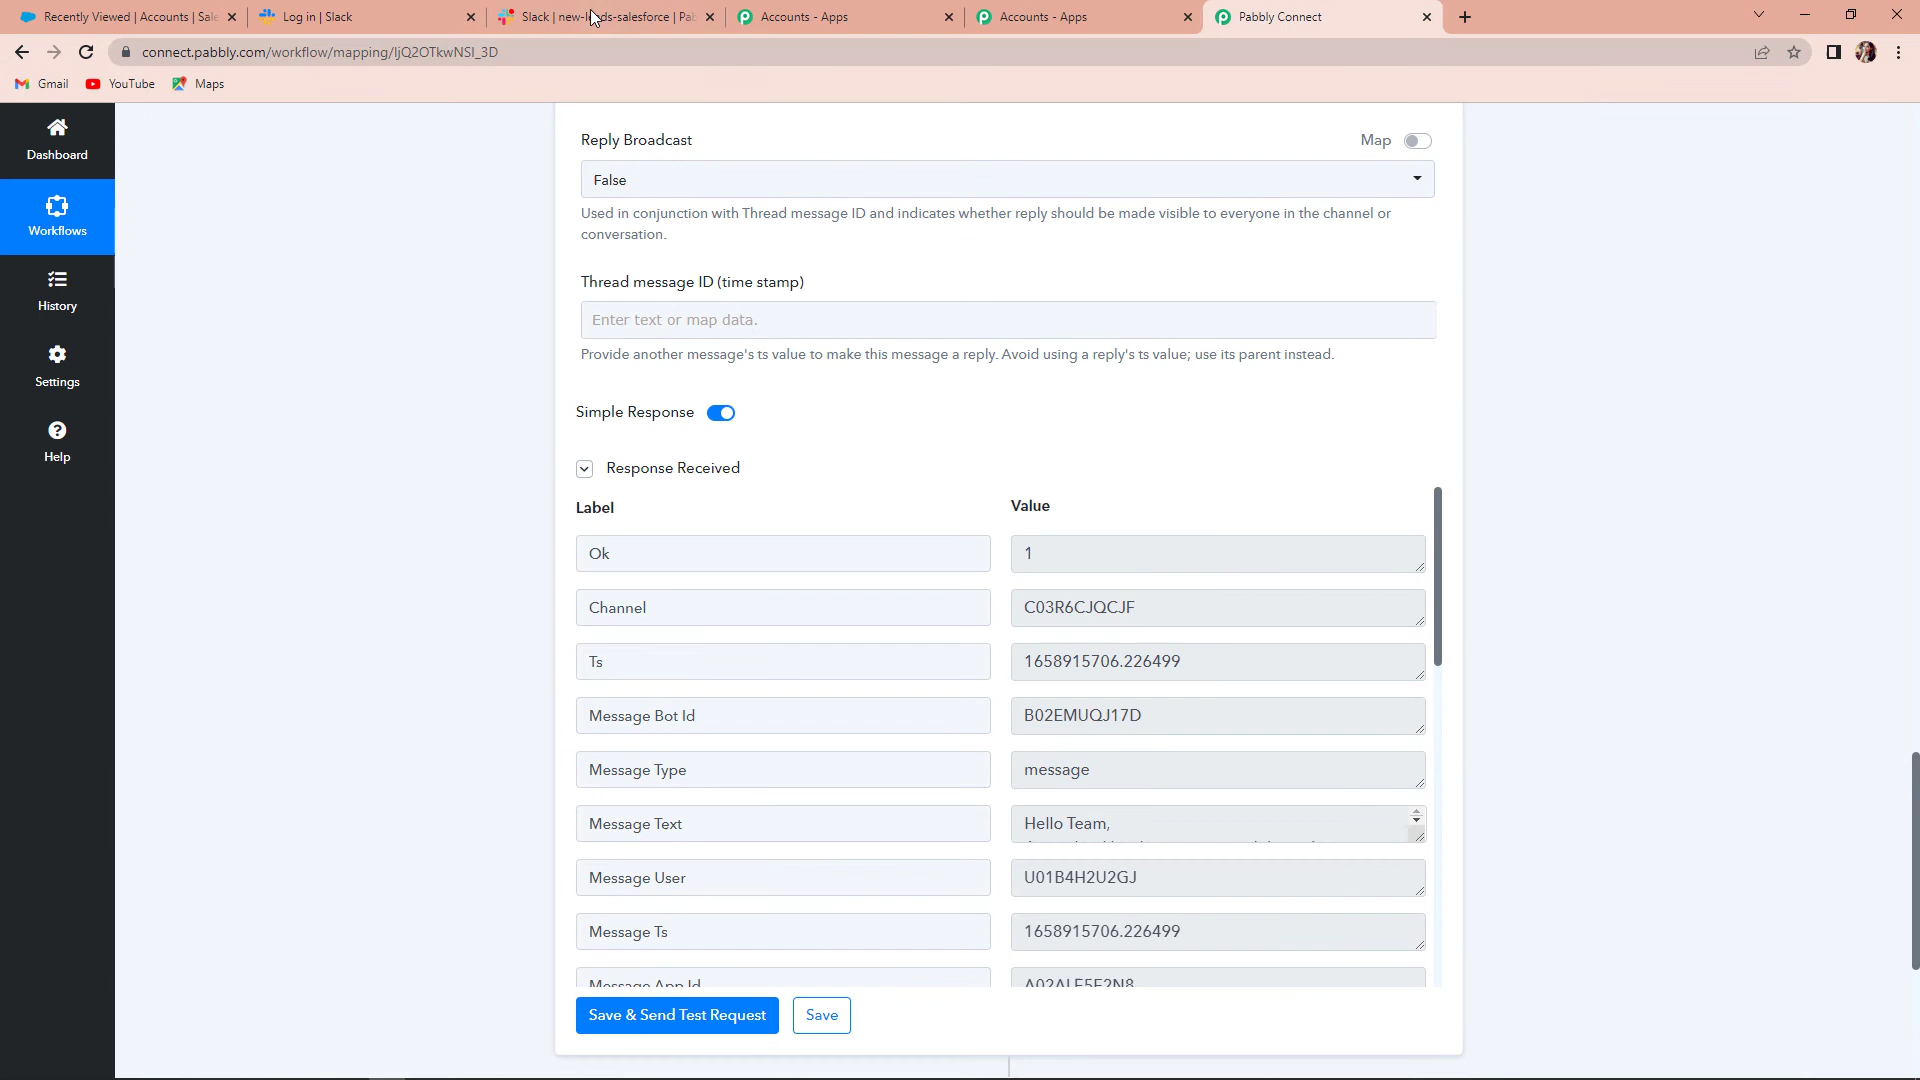 Recently Viewed | Accounts | Sale
Log in | Slack
Slack | new-leads-salesforce | Pab
Accounts - Apps
Accounts - Apps
Pabbly Connect
connect.pabbly.com/workflow/mapping/IjQ2OTkwNSI_3D
Gmail
YouTube
Maps
Dashboard
Workflows
History
Settings
Help
Reply Broadcast
Map
False
Used in conjunction with Thread message ID and indicates whether reply should be made visible to everyone in the channel or
conversation.
Thread message ID (time stamp)
Enter text or map data.
Provide another message's ts value to make this message a reply. Avoid using a reply's ts value; use its parent instead.
Simple Response
Response Received
Label
Value
Ok
1
Channel
C03R6CJQCJF
Ts
1658915706.226499
Message Bot Id
B02EMUQJ17D
Message Type
message
Message Text
Hello Team,
Message User
U01B4H2U2GJ
Message Ts
1658915706.226499
Message App Id
Save & Send Test Request
Save